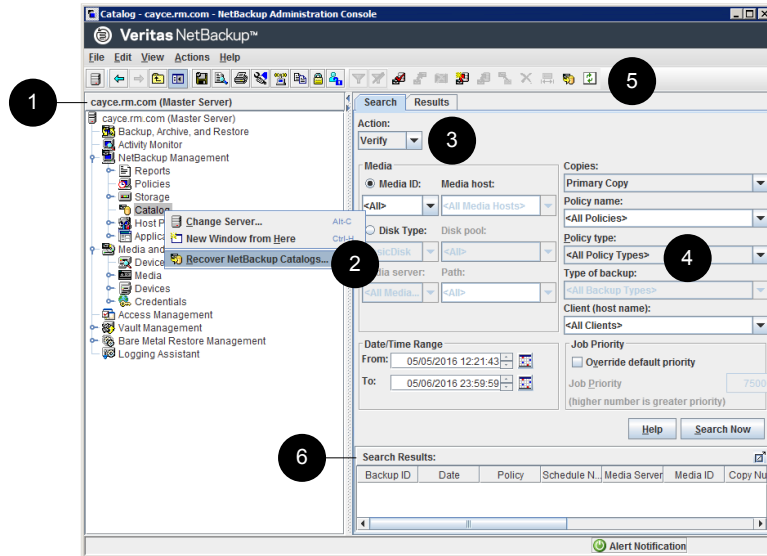 Catalog - cayce.rm.com - NetBackup Administration Console
Veritas NetBackup™
File Edit View Actions Help
1
5
cayce.rm.com (Master Server)
cayce.rm.com (Master Server)
Backup, Archive, and Restore
Activity Monitor
NetBackup Management
Reports
Policies
Storage
Catalog
Host P
Applica
Media and
Device
Media
Devices
Credentials
Access Management
Vault Management
Bare Metal Restore Management
Logging Assistant
Change Server... Alt-C
New Window from Here Ctrl-H
Recover NetBackup Catalogs...
2
Search Results
Action:
Verify
3
Media
Media ID: Media host:
<All> <All Media Hosts>
Disk Type: Disk pool:
sicDisk <All>
dia server: Path:
<All Media... <All>
Copies:
Primary Copy
Policy name:
<All Policies>
Policy type:
<All Policy Types>
4
Type of backup:
<All Backup Types>
Client (host name):
<All Clients>
Date/Time Range
From: 05/05/2016 12:21:43
To: 05/06/2016 23:59:59
Job Priority
Override default priority
Job Priority 7500
(higher number is greater priority)
Help Search Now
6
Search Results:
Backup ID Date Policy Schedule N... Media Server Media ID Copy Nu
Alert Notification